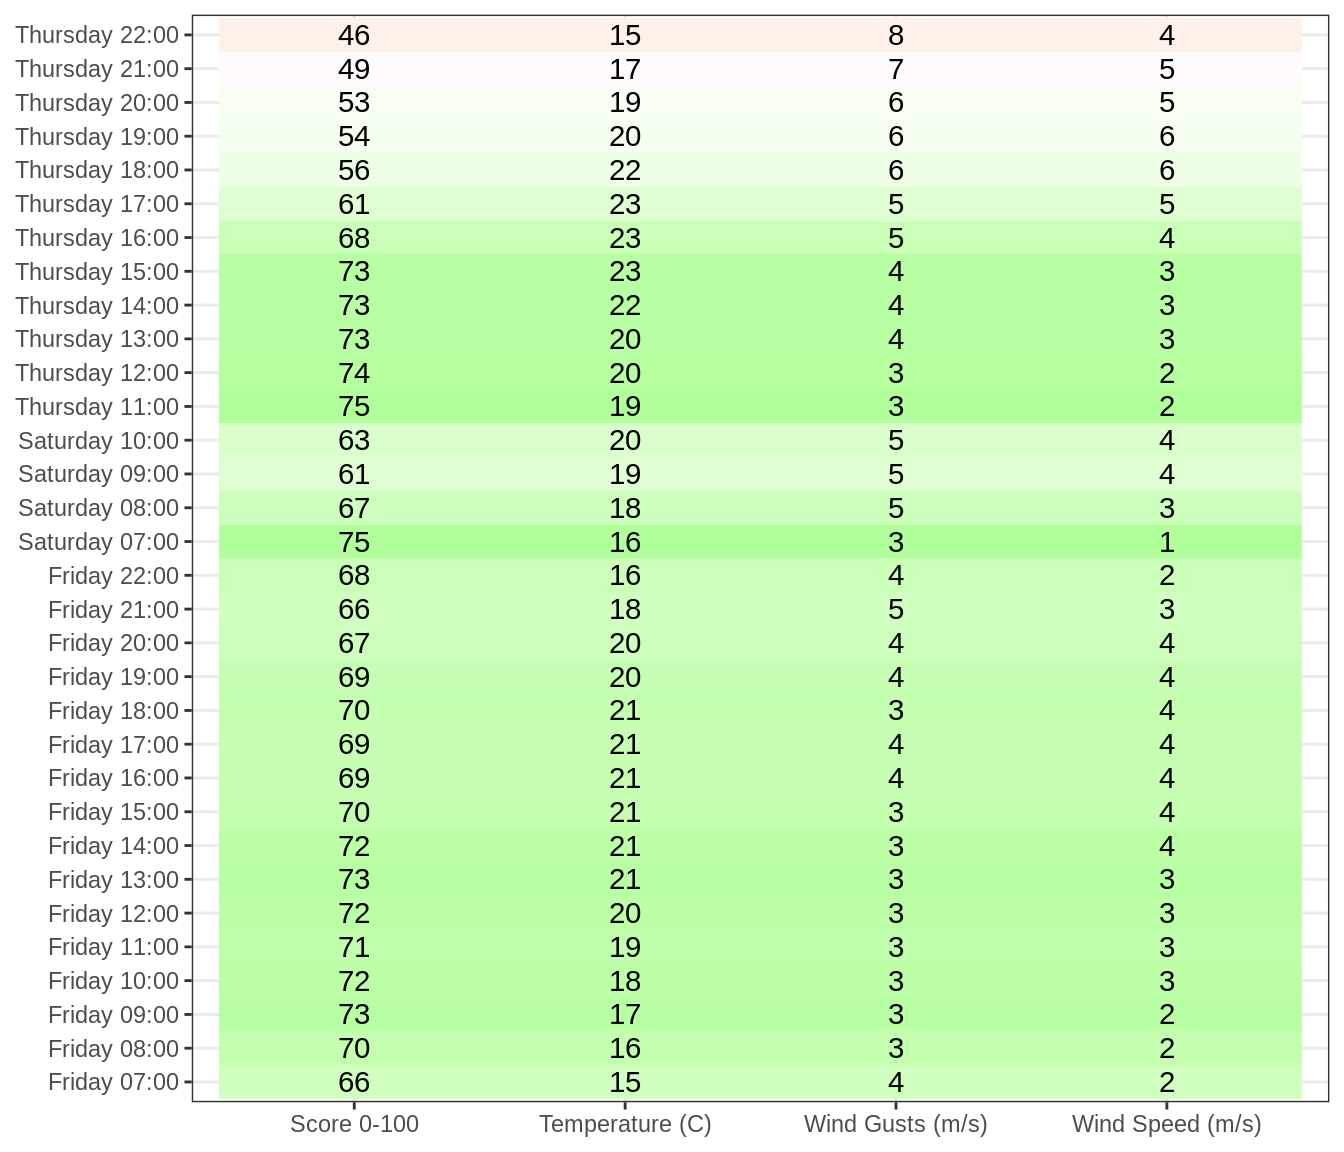 Thursday 22:00 46 15 8 4
Thursday 21:00 49 17 7 5
Thursday 20:00 53 19 6 5
Thursday 19:00 54 20 6 6
Thursday 18:00 56 22 6 6
Thursday 17:00 61 23 5 5
Thursday 16:00 68 23 5 4
Thursday 15:00 73 23 4 3
Thursday 14:00 73 22 4 3
Thursday 13:00 73 20 4 3
Thursday 12:00 74 20 3 2
Thursday 11:00 75 19 3 2
Saturday 10:00 63 20 5 4
Saturday 09:00 61 19 5 4
Saturday 08:00 67 18 5 3
Saturday 07:00 75 16 3 1
Friday 22:00 68 16 4 2
Friday 21:00 66 18 5 3
Friday 20:00 67 20 4 4
Friday 19:00 69 20 4 4
Friday 18:00 70 21 3 4
Friday 17:00 69 21 4 4
Friday 16:00 69 21 4 4
Friday 15:00 70 21 3 4
Friday 14:00 72 21 3 4
Friday 13:00 73 21 3 3
Friday 12:00 72 20 3 3
Friday 11:00 71 19 3 3
Friday 10:00 72 18 3 3
Friday 09:00 73 17 3 2
Friday 08:00 70 16 3 2
Friday 07:00 66 15 4 2
Score 0-100 Temperature (C) Wind Gusts (m/s) Wind Speed (m/s)